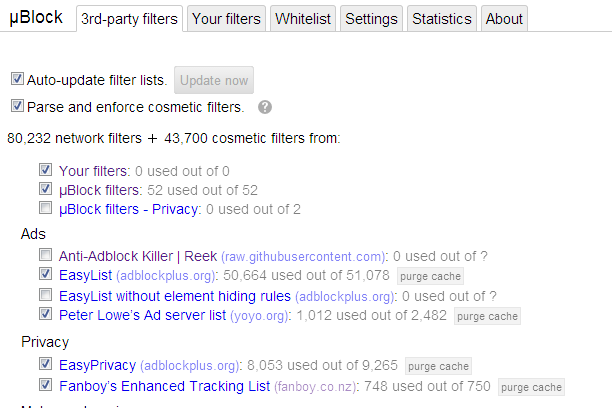 µBlock 3rd-party filters Your filters Whitelist Settings Statistics About
Auto-update filter lists. Update now
Parse and enforce cosmetic filters. ?
80,232 network filters + 43,700 cosmetic filters from:
Your filters: 0 used out of 0
µBlock filters: 52 used out of 52
µBlock filters - Privacy: 0 used out of 2
Ads
Anti-Adblock Killer | Reek (raw.githubusercontent.com): 0 used out of ?
EasyList (adblockplus.org): 50,664 used out of 51,078 purge cache
EasyList without element hiding rules (adblockplus.org): 0 used out of ?
Peter Lowe's Ad server list (yoyo.org): 1,012 used out of 2,482 purge cache
Privacy
EasyPrivacy (adblockplus.org): 8,053 used out of 9,265 purge cache
Fanboy's Enhanced Tracking List (fanboy.co.nz): 748 used out of 750 purge cache